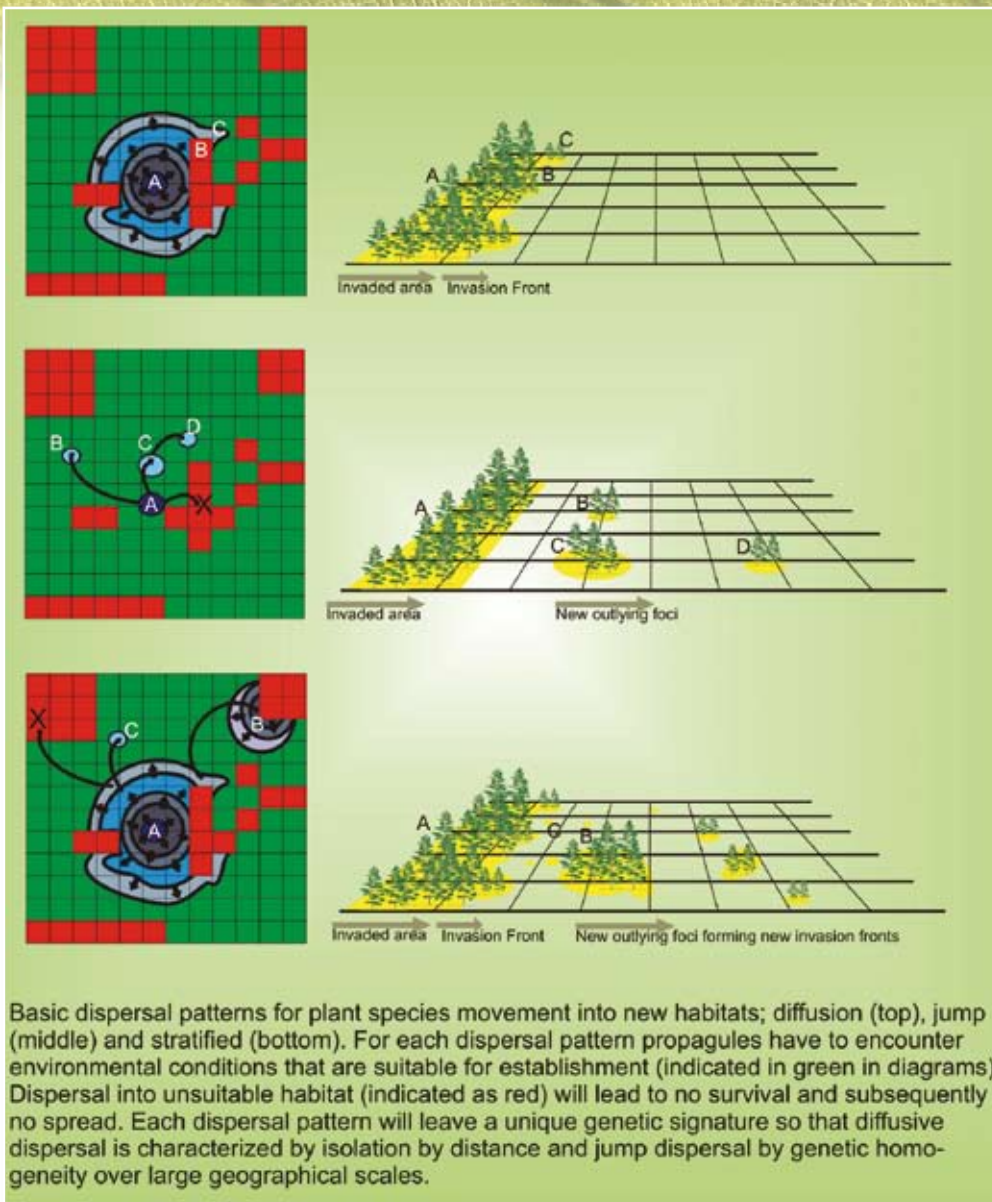 C
B
A
C
A
B
Invaded area
Invasion Front
D
B
C
A
X
A
B
C
D
Invaded area
New outlying foci
X
C
B
A
A
C
B
Invaded area
Invasion Front
New outlying foci forming new invasion fronts
Basic dispersal patterns for plant species movement into new habitats; diffusion (top), jump
(middle) and stratified (bottom). For each dispersal pattern propagules have to encounter
environmental conditions that are suitable for establishment (indicated in green in diagrams)
Dispersal into unsuitable habitat (indicated as red) will lead to no survival and subsequently
no spread. Each dispersal pattern will leave a unique genetic signature so that diffusive
dispersal is characterized by isolation by distance and jump dispersal by genetic homo-
geneity over large geographical scales.